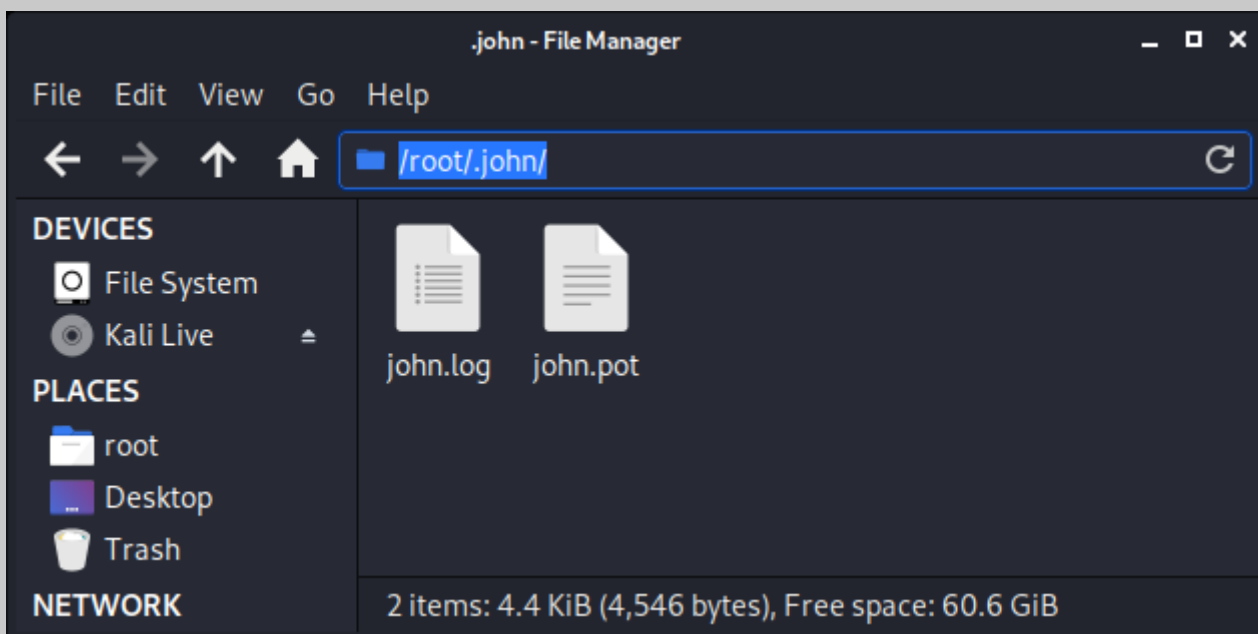 .john - File Manager
File Edit View Go Help
/root/.john/
DEVICES
File System
Kali Live
PLACES
root
Desktop
Trash
NETWORK
john.log john.pot
2 items: 4.4 KiB (4,546 bytes), Free space: 60.6 GiB